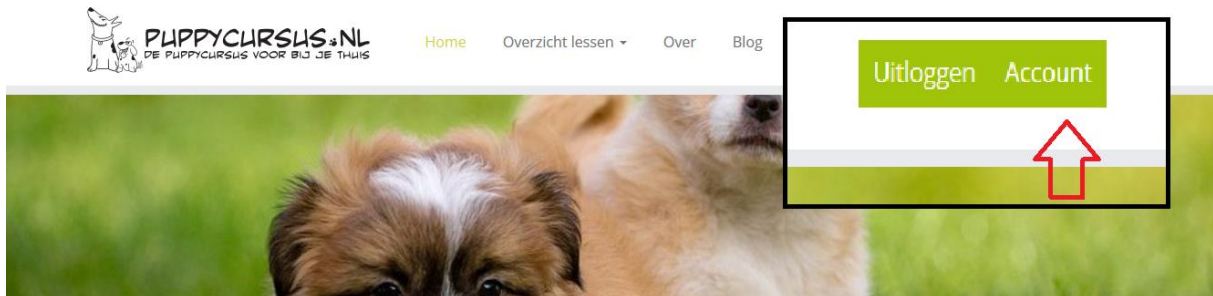 PUPPYCURSUS.NL
DE PUPPYCURSUS VOOR BIJ JE THUIS
Home Overzicht lessen Over Blog
Uitloggen Account